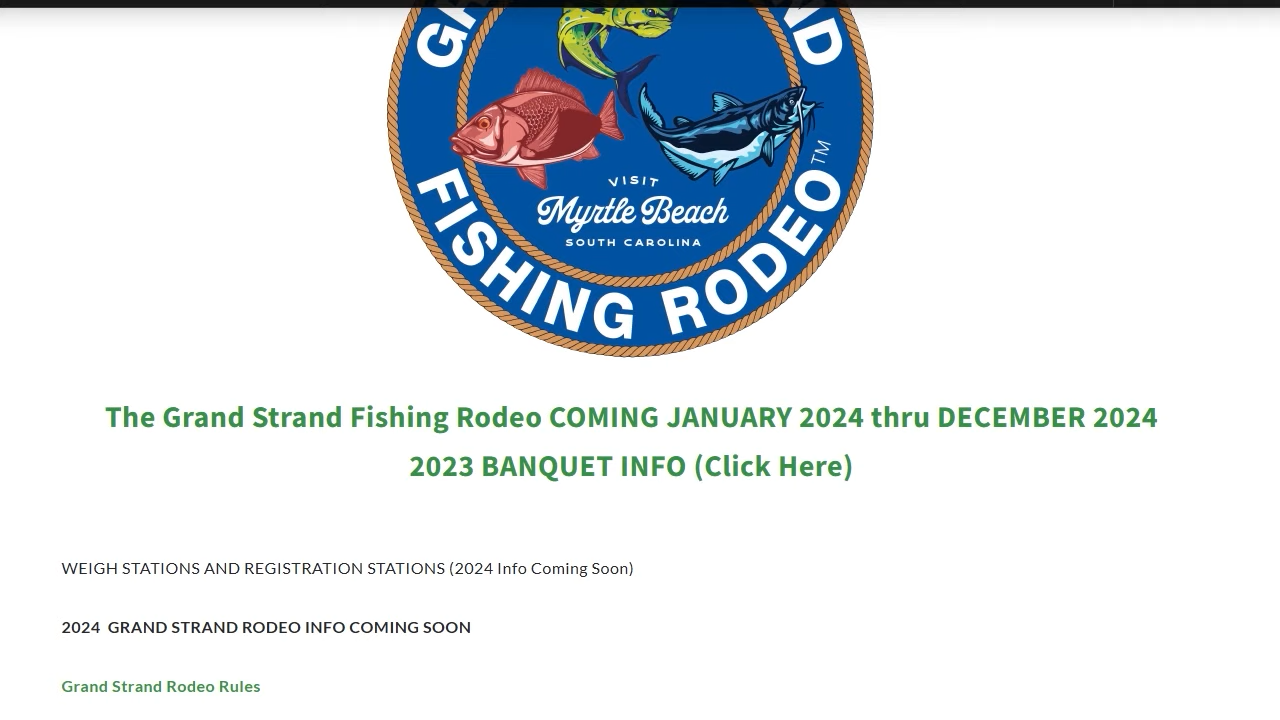 VISIT
Myrtle Beach
SOUTH CAROLINA
FISHING RODEO™
The Grand Strand Fishing Rodeo COMING JANUARY 2024 thru DECEMBER 2024
2023 BANQUET INFO (Click Here)
WEIGH STATIONS AND REGISTRATION STATIONS (2024 Info Coming Soon)
2024 GRAND STRAND RODEO INFO COMING SOON
Grand Strand Rodeo Rules